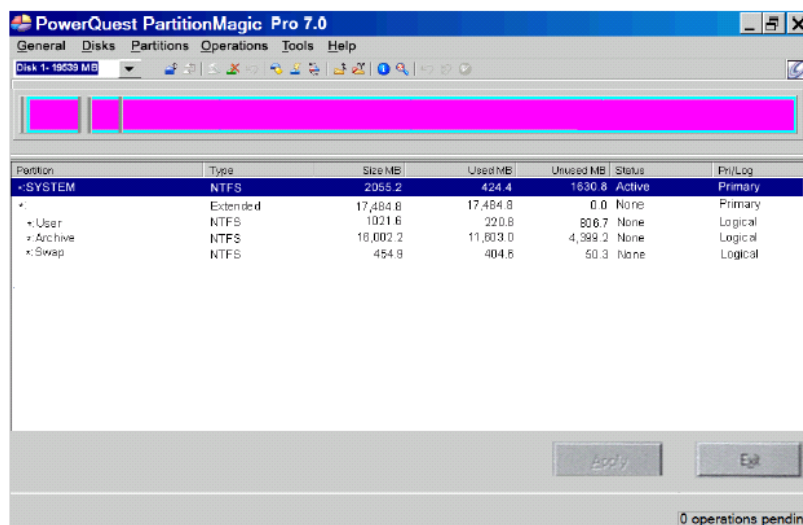 PowerQuest PartitionMagic Pro 7.0
General Disks Partitions Operations Tools Help
Disk 1- 19539 MB
Partition Type Size MB Used MB Unused MB Status Pri/Log
*:SYSTEM NTFS 2055.2 424.4 1630.8 Active Primary
*: Extended 17,484.8 17,484.8 0.0 None Primary
*:User NTFS 1021.6 220.8 806.7 None Logical
*:Archive NTFS 16,002.2 11,603.0 4,399.2 None Logical
*:Swap NTFS 454.9 404.6 50.3 None Logical
Apply Exit
0 operations pendin